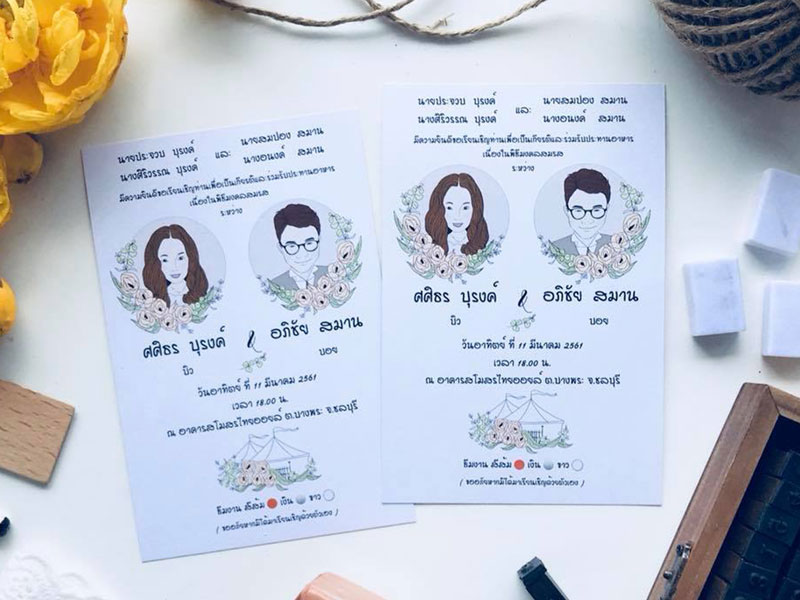 นายประจวบ บุรงค์ และ นายสมปอง สมาน
นางศิริวรรณ บุรงค์ นางอนงค์ สมาน
มีความยินดีขอเรียนเชิญท่านเพื่อเป็นเกียรติและร่วมรับประทานอาหาร
เนื่องในพิธีมงคลสมรส
ระหว่าง
ศศิธร บุรงค์ & อภิชัย สมาน
บิว บอย
วันอาทิตย์ ที่ 11 มีนาคม 2561
เวลา 18.00 น.
ณ อาคารสโมสรไทยออยล์ ต.บางพระ จ.ชลบุรี
ธีมงาน สีส้ม เงิน ขาว
( ขออภัยหากมิได้มาเรียนเชิญด้วยตัวเอง )
นายประจวบ บุรงค์ และ นายสมปอง สมาน
นางศิริวรรณ บุรงค์ นางอนงค์ สมาน
มีความยินดีขอเรียนเชิญท่านเพื่อเป็นเกียรติและร่วมรับประทานอาหาร
เนื่องในพิธีมงคลสมรส
ระหว่าง
ศศิธร บุรงค์ & อภิชัย สมาน
บิว บอย
วันอาทิตย์ ที่ 11 มีนาคม 2561
เวลา 18.00 น.
ณ อาคารสโมสรไทยออยล์ ต.บางพระ จ.ชลบุรี
ธีมงาน สีส้ม เงิน ขาว
( ขออภัยหากมิได้มาเรียนเชิญด้วยตัวเอง )